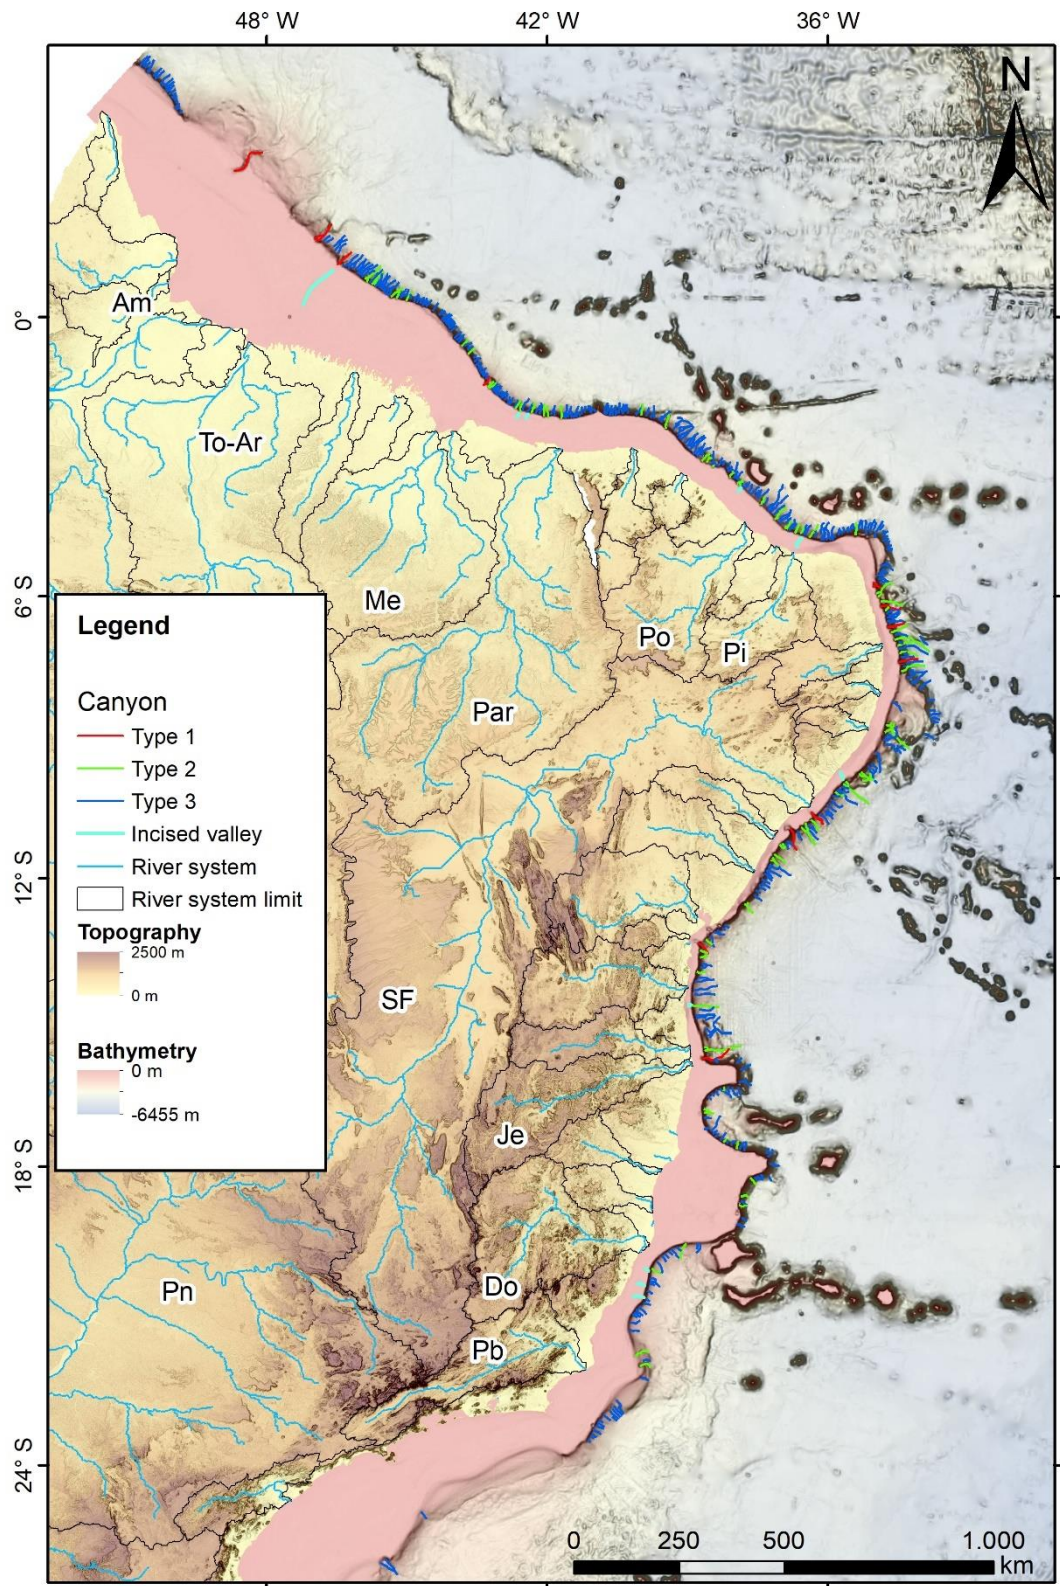 48° W
42° W
36° W
N
0°
6° S
12° S
18° S
24° S
Am
To-Ar
Me
Po
Pi
Par
SF
Je
Do
Pb
Pn
Legend
Canyon
Type 1
Type 2
Type 3
Incised valley
River system
River system limit
Topography
2500 m
0 m
Bathymetry
0 m
-6455 m
0 250 500 1.000
km